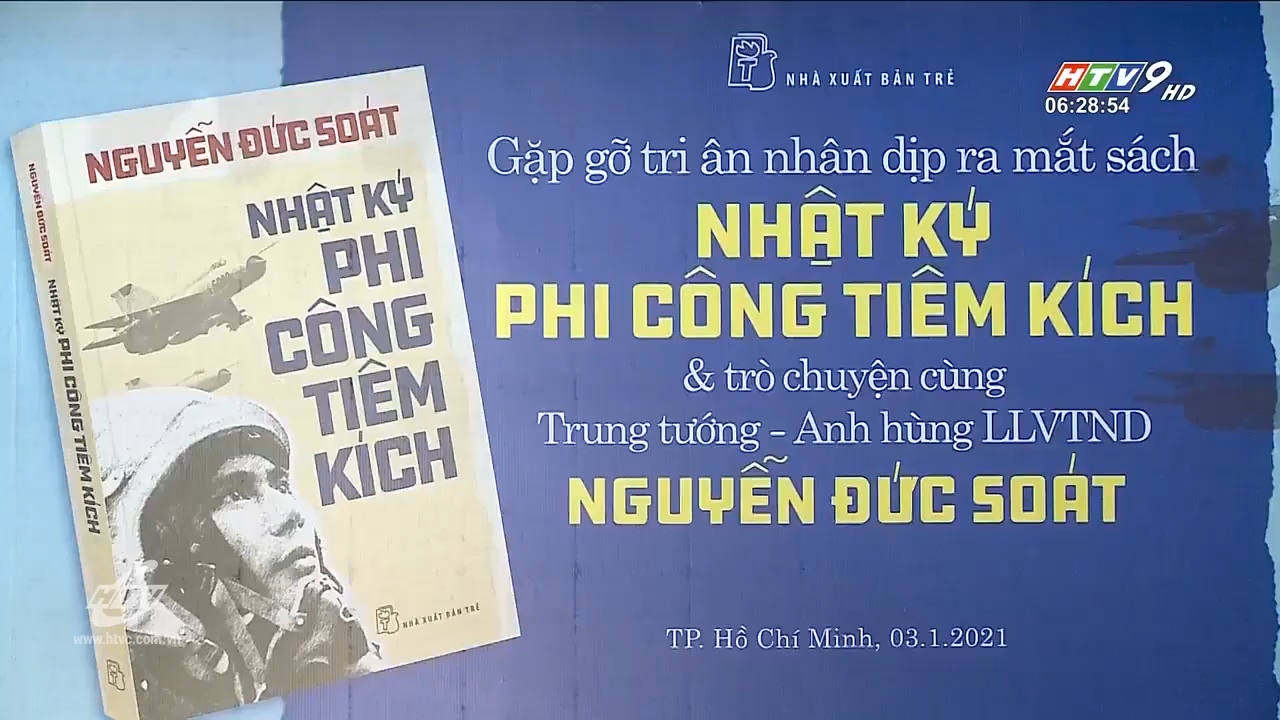 NHÀ XUẤT BẢN TRẺ
HTV9 HD
06:28:54
Gặp gỡ tri ân nhân dịp ra mắt sách
NHẬT KÝ
PHI CÔNG TIÊM KÍCH
& trò chuyện cùng
Trung tướng - Anh hùng LLVTND
NGUYỄN ĐỨC SOÁT
TP. Hồ Chí Minh, 03.1.2021
NGUYỄN ĐỨC SOÁT
NHẬT KÝ
PHI
CÔNG
TIÊM
KÍCH
NHÀ XUẤT BẢN TRẺ
NGUYỄN ĐỨC SOÁT NHẬT KÝ PHI CÔNG TIÊM KÍCH
HTV
www.htvc.com.vn